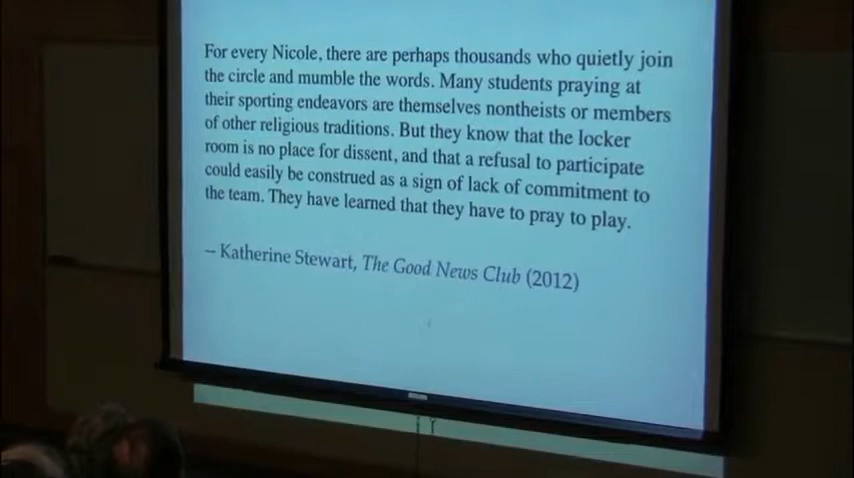 For every Nicole, there are perhaps thousands who quietly join
the circle and mumble the words. Many students praying at
their sporting endeavors are themselves nontheists or members
of other religious traditions. But they know that the locker
room is no place for dissent, and that a refusal to participate
could easily be construed as a sign of lack of commitment to
the team. They have learned that they have to pray to play.
-- Katherine Stewart, The Good News Club (2012)